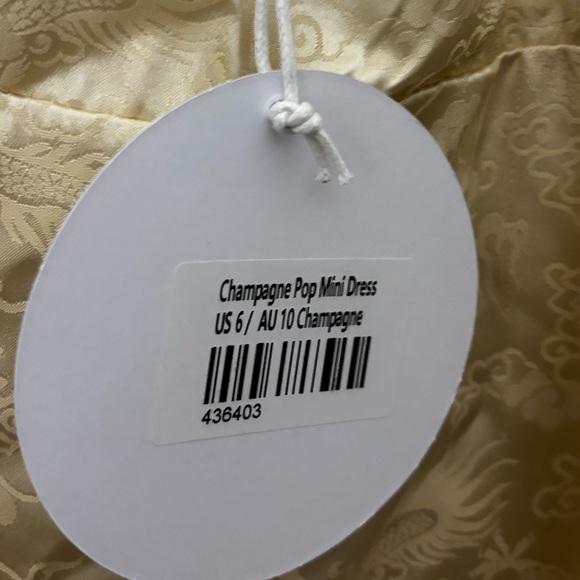 Champagne Pop Mini Dress
US 6 / AU 10 Champagne
436403